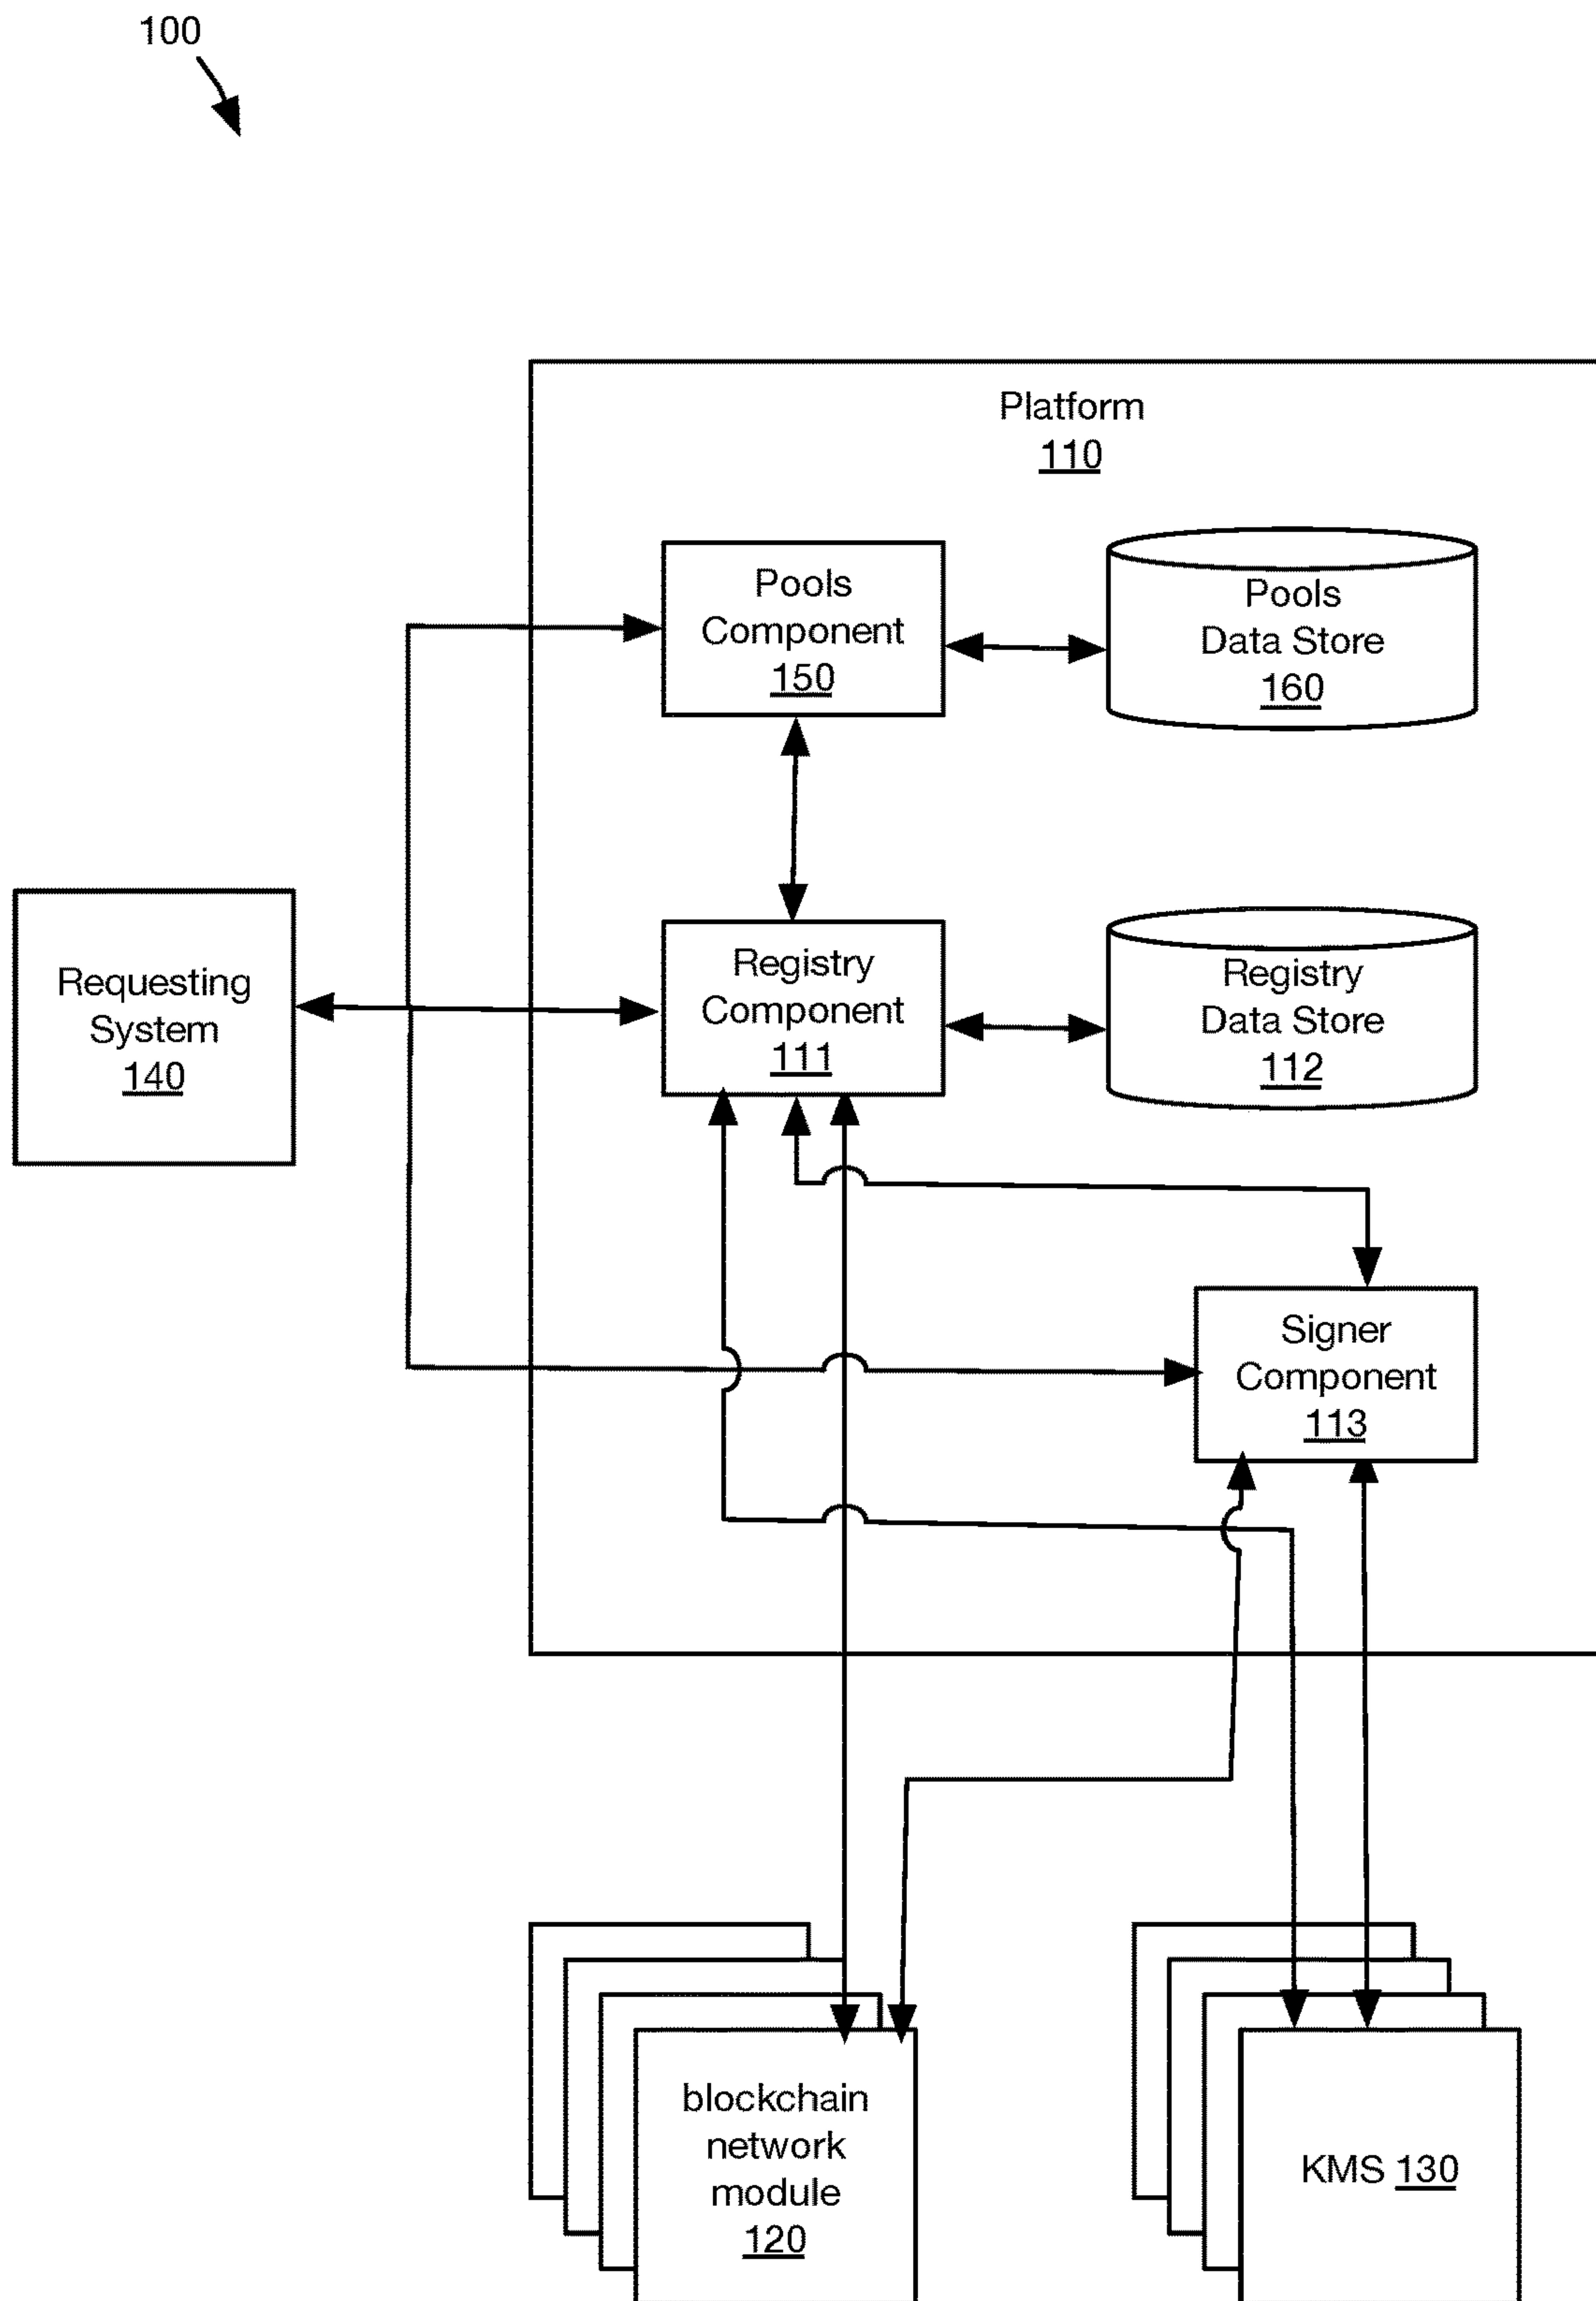 100
Platform
110
Pools
Component
150
Pools
Data Store
160
Requesting
System
140
Registry
Component
111
Registry
Data Store
112
Signer
Component
113
blockchain
network
module
120
KMS 130